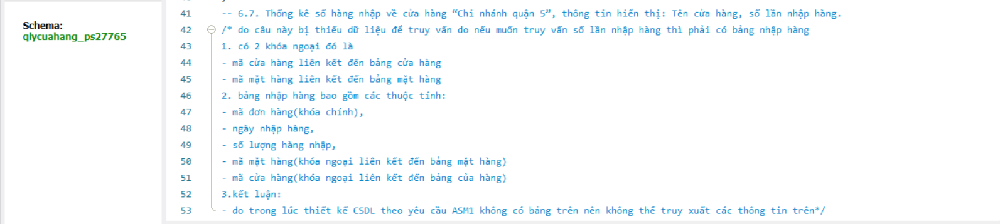 Schema:
qlycuahang_ps27765
41 -- 6.7. Thống kê số hàng nhập về cửa hàng “Chi nhánh quận 5”, thông tin hiển thị: Tên cửa hàng, số lần nhập hàng.
42 /* do câu này bị thiếu dữ liệu để truy vấn do nếu muốn truy vấn số lần nhập hàng thì phải có bảng nhập hàng
43 1. có 2 khóa ngoại đó là
44 - mã cửa hàng liên kết đến bảng cửa hàng
45 - mã mặt hàng liên kết đến bảng mặt hàng
46 2. bảng nhập hàng bao gồm các thuộc tính:
47 - mã đơn hàng(khóa chính),
48 - ngày nhập hàng,
49 - số lượng hàng nhập,
50 - mã mặt hàng(khóa ngoại liên kết đến bảng mặt hàng)
51 - mã cửa hàng(khóa ngoại liên kết đến bảng của hàng)
52 3.kết luận:
53 - do trong lúc thiết kế CSDL theo yêu cầu ASM1 không có bảng trên nên không thể truy xuất các thông tin trên*/